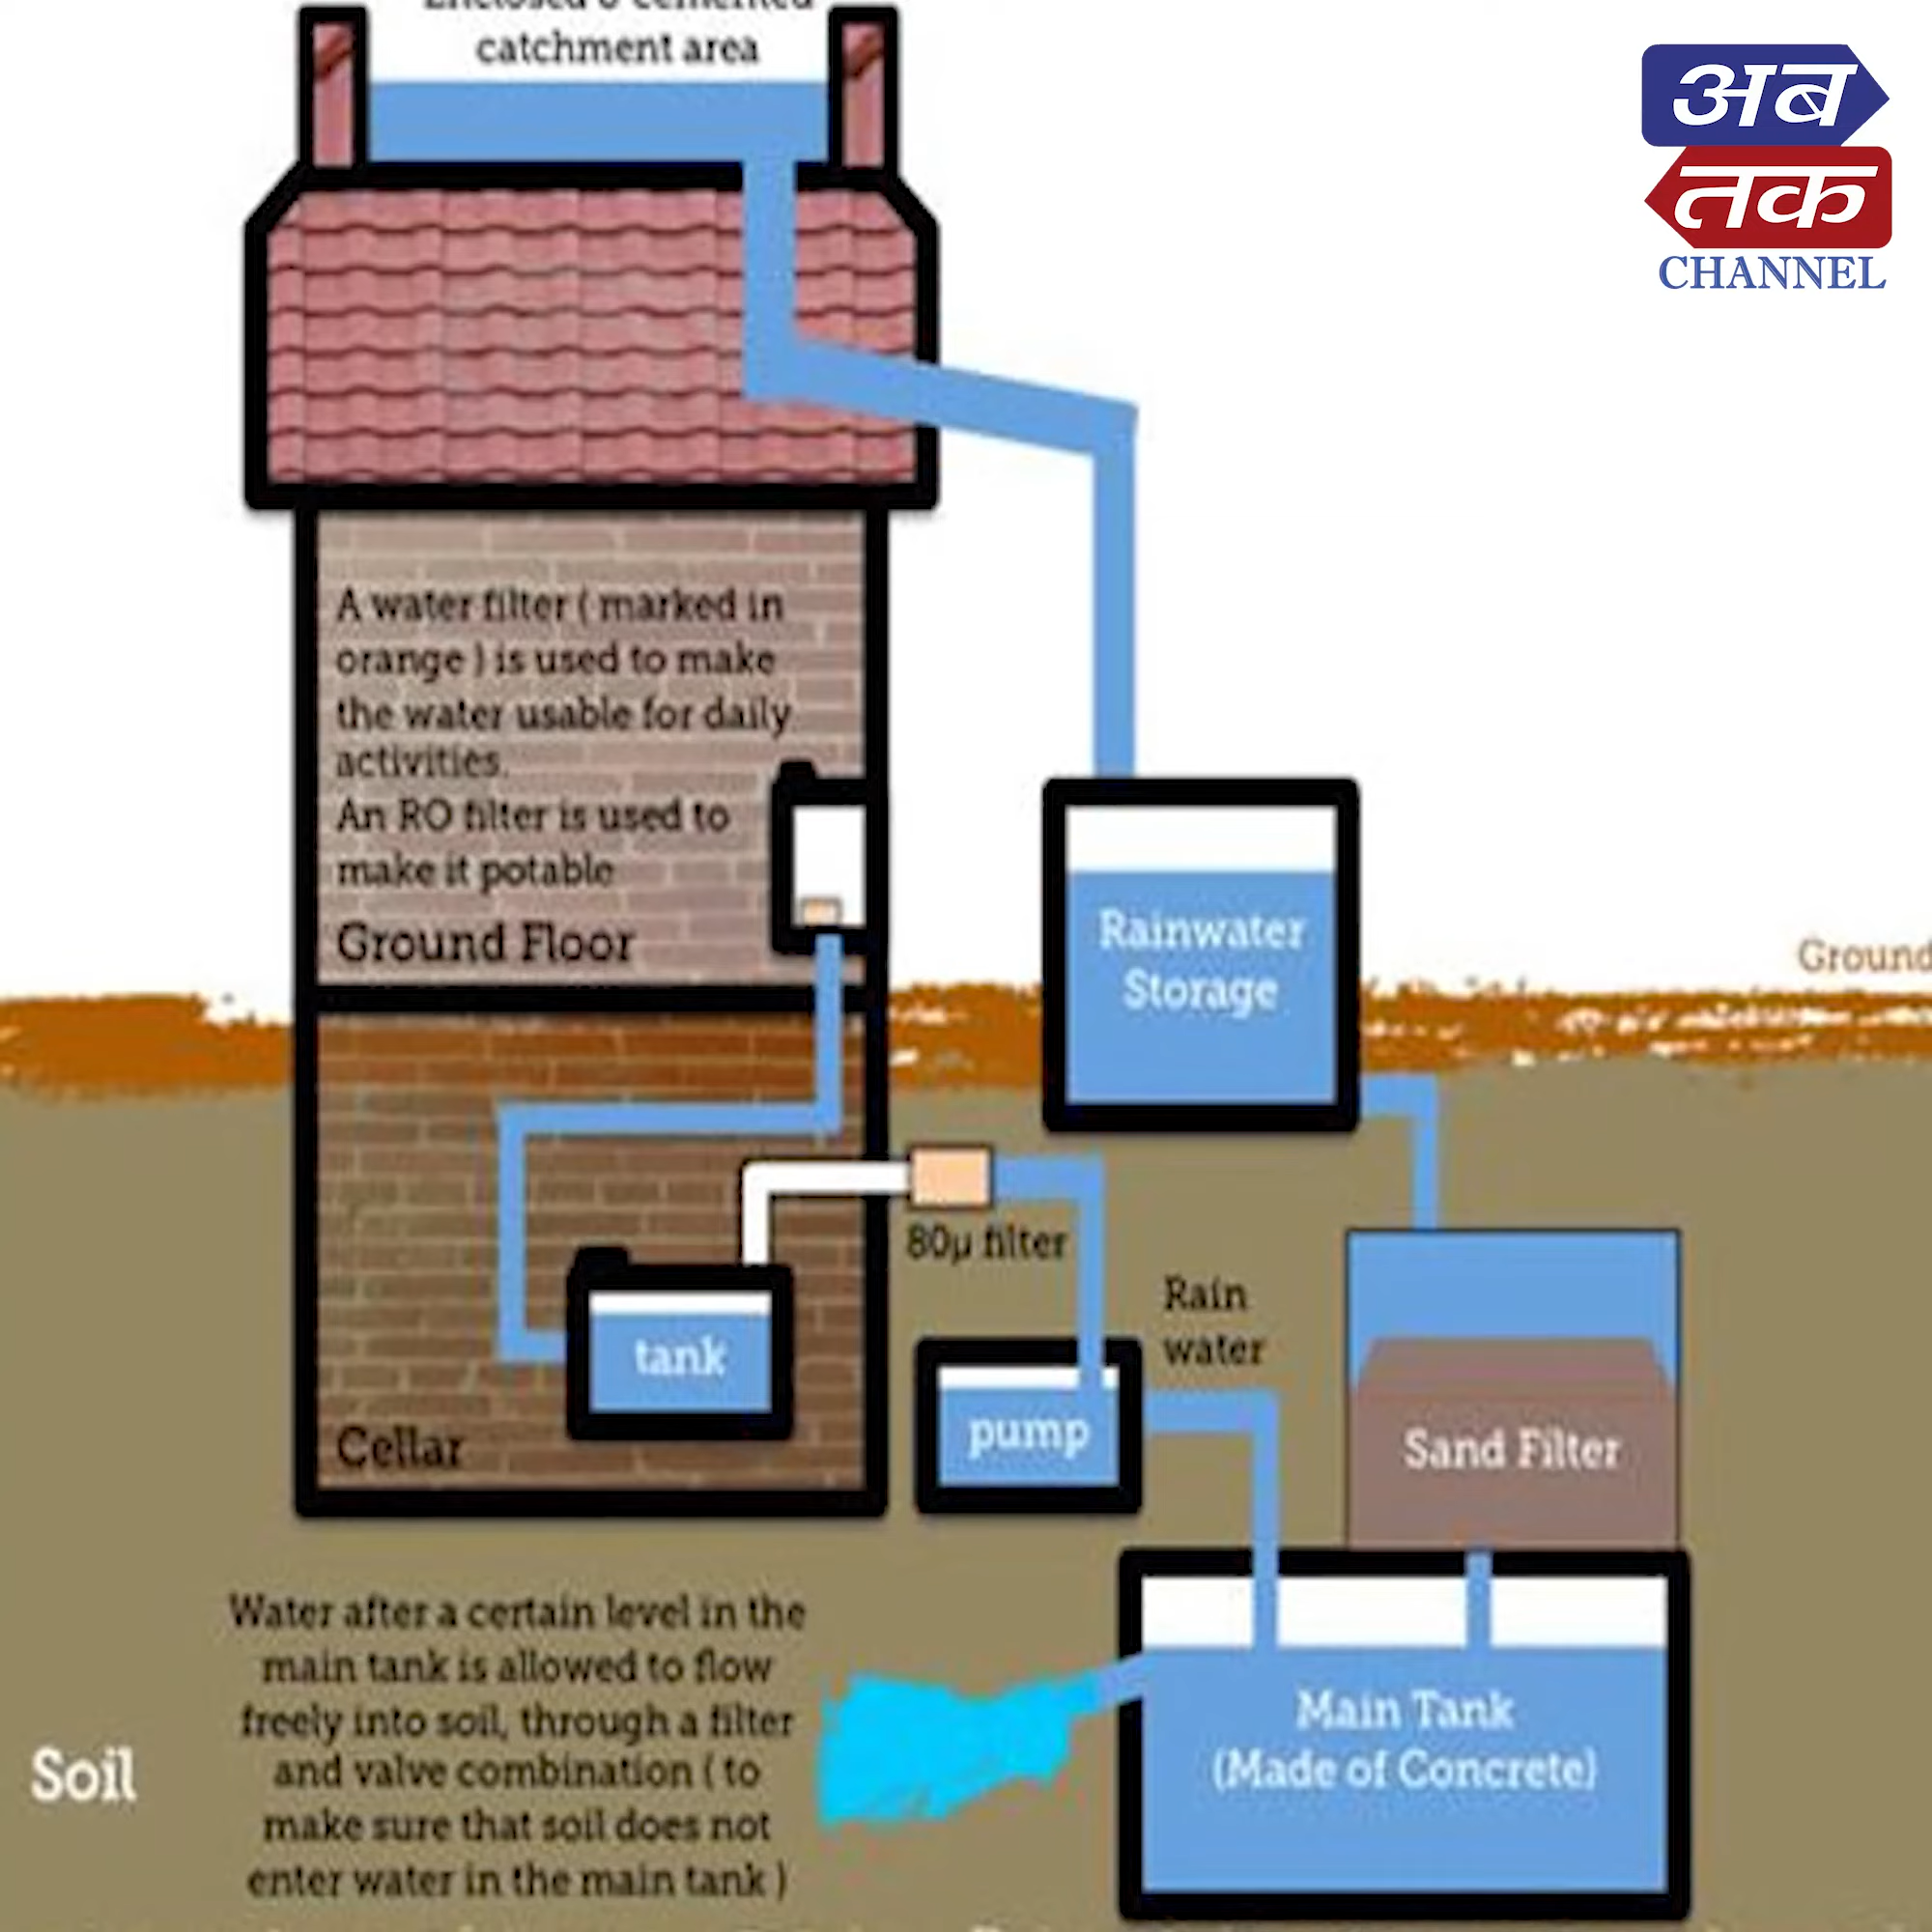 Enclosed & cemented
catchment area
अब
तक
CHANNEL
A water filter ( marked in
orange ) is used to make
the water usable for daily
activities.
An RO filter is used to
make it potable
Ground Floor
Rainwater
Storage
Ground
80µ filter
Rain
water
tank
pump
Sand Filter
Cellar
Water after a certain level in the
main tank is allowed to flow
freely into soil, through a filter
and valve combination ( to
make sure that soil does not
enter water in the main tank )
Main Tank
(Made of Concrete)
Soil